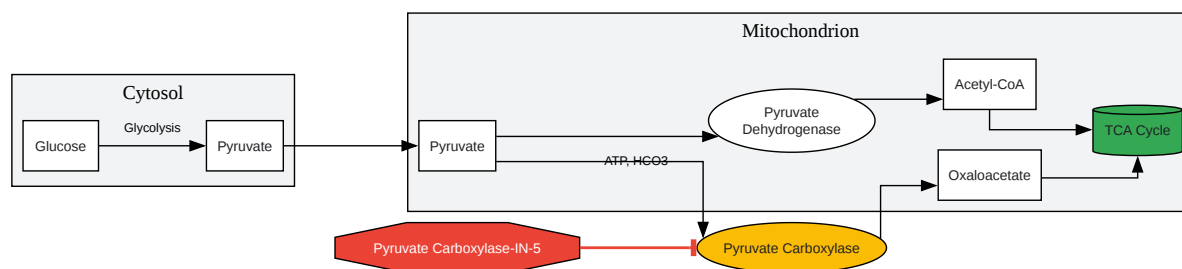 Mitochondrion
Cytosol
Glucose
Glycolysis
Pyruvate
Pyruvate
ATP, HCO3
Pyruvate
Dehydrogenase
Acetyl-CoA
TCA Cycle
Oxaloacetate
Pyruvate Carboxylase-IN-5
Pyruvate Carboxylase